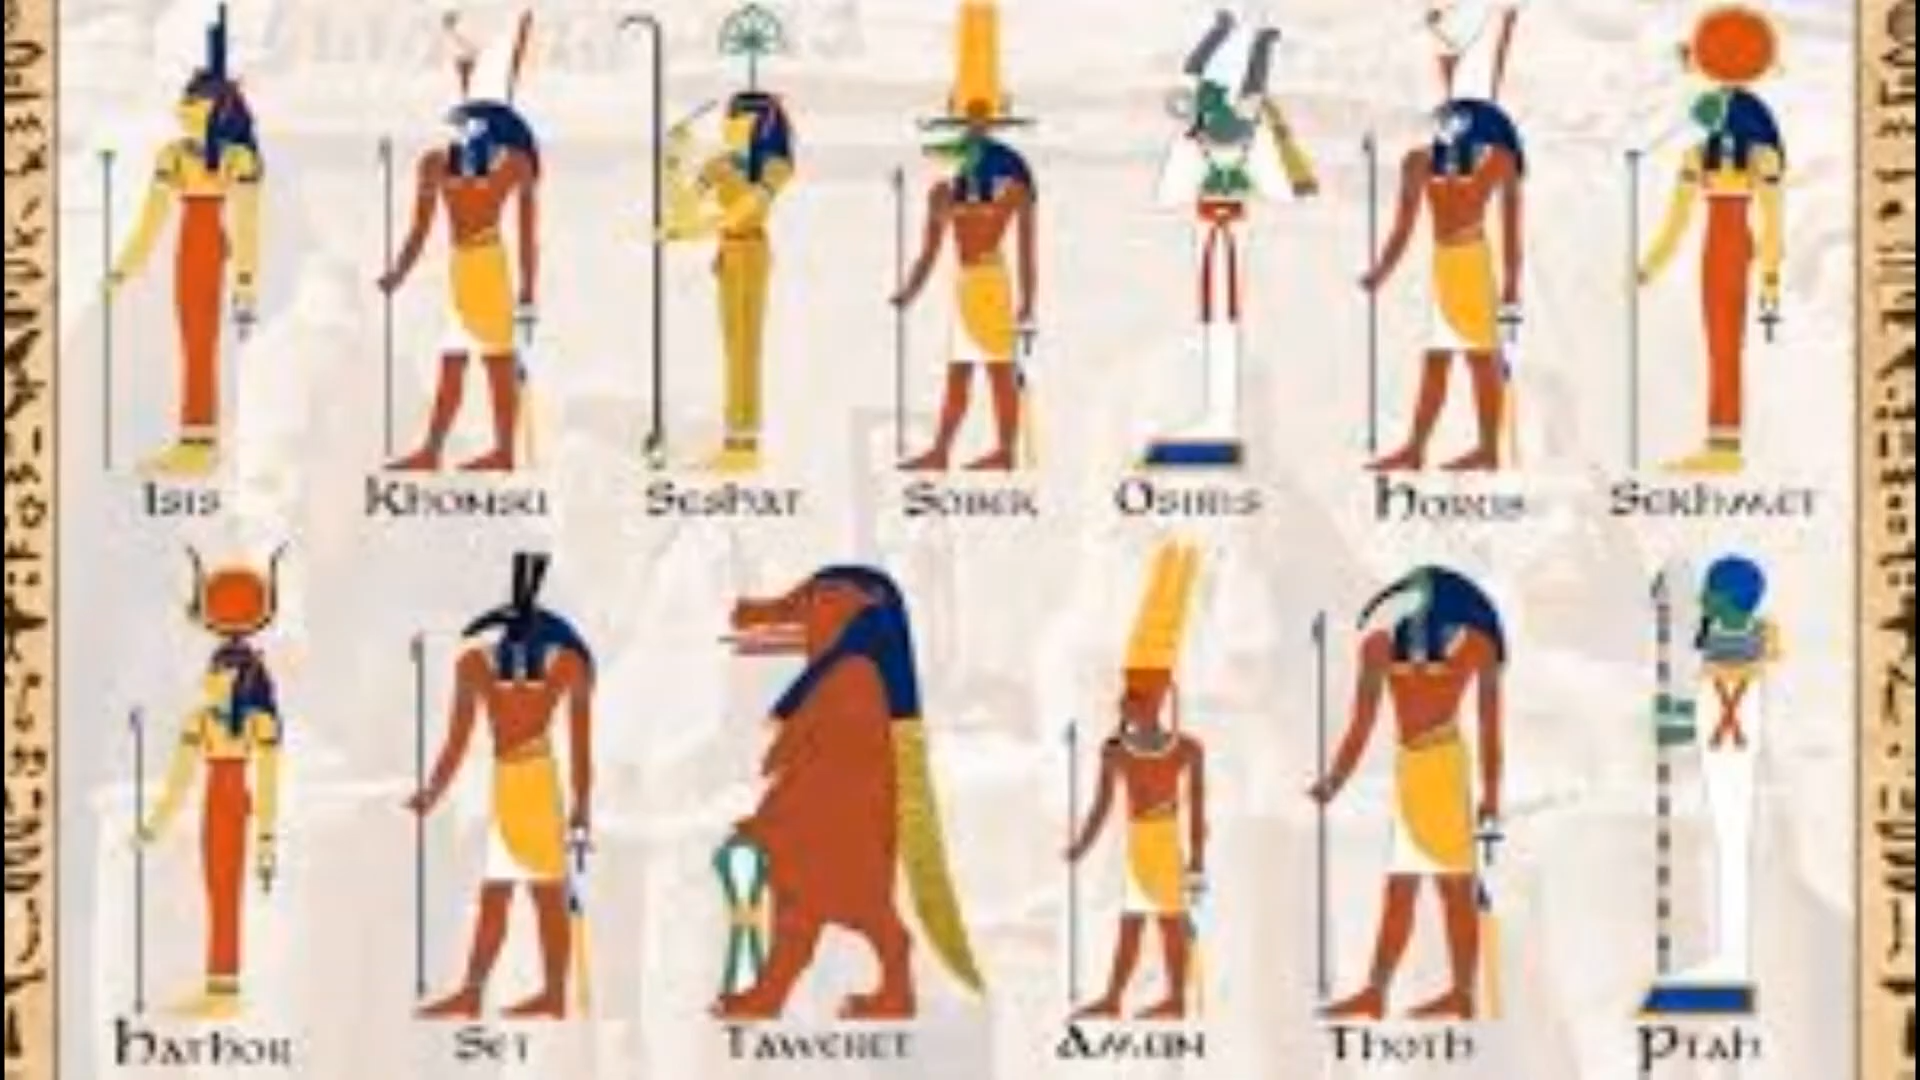 Isis Khonsu Seshat Sobek Osiris Horus Sekhmet
Hathor Set Taweret Amun Thoth Ptah